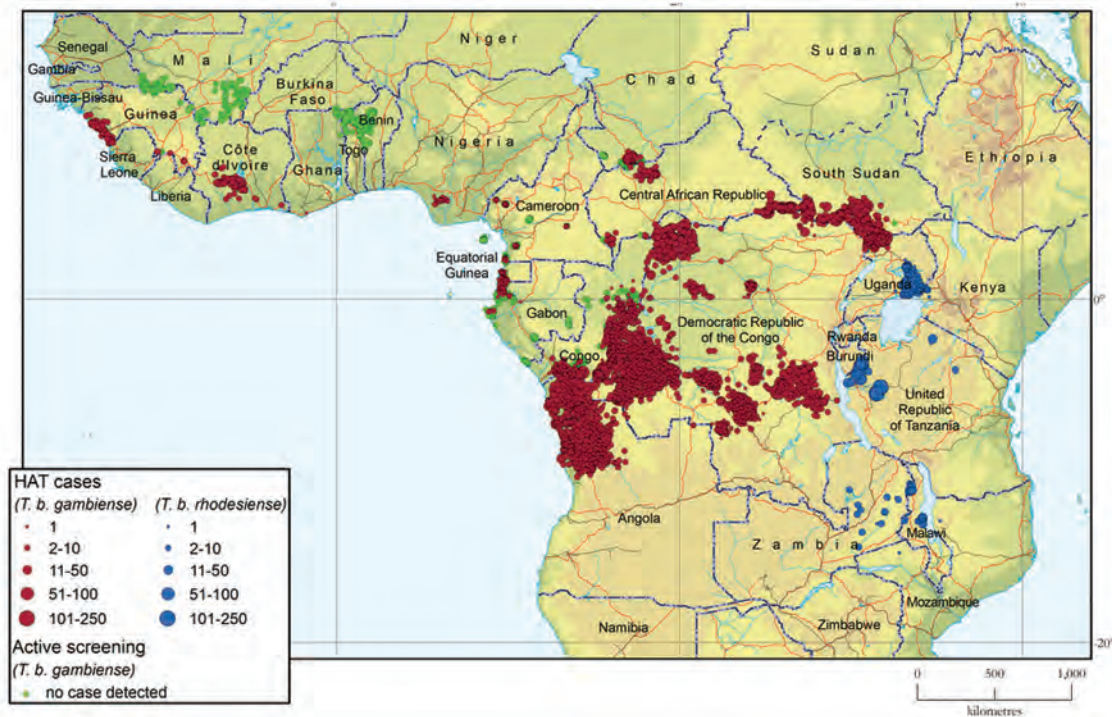 Niger
Sudan
Senegal
Mali
Chad
Gambia
Burkina
Faso
Guinea-Bissau
Guinea
Benin
Nigeria
Ethiopia
Côte
d'Ivoire
Togo
Sierra
Leone
Ghana
South Sudan
Central African Republic
Liberia
Cameroon
Equatorial
Guinea
Uganda
Kenya
0°
Gabon
Democratic Republic
of the Congo
Rwanda
Congo
Burundi
United
Republic
of Tanzania
HAT cases
(T. b. gambiense) (T. b. rhodesiense)
1 1
2-10 2-10
11-50 11-50
51-100 51-100
101-250 101-250
Active screening
(T. b. gambiense)
no case detected
Angola
Zambia
Malawi
Mozambique
Namibia
Zimbabwe
-20°
0 500 1,000
kilometres